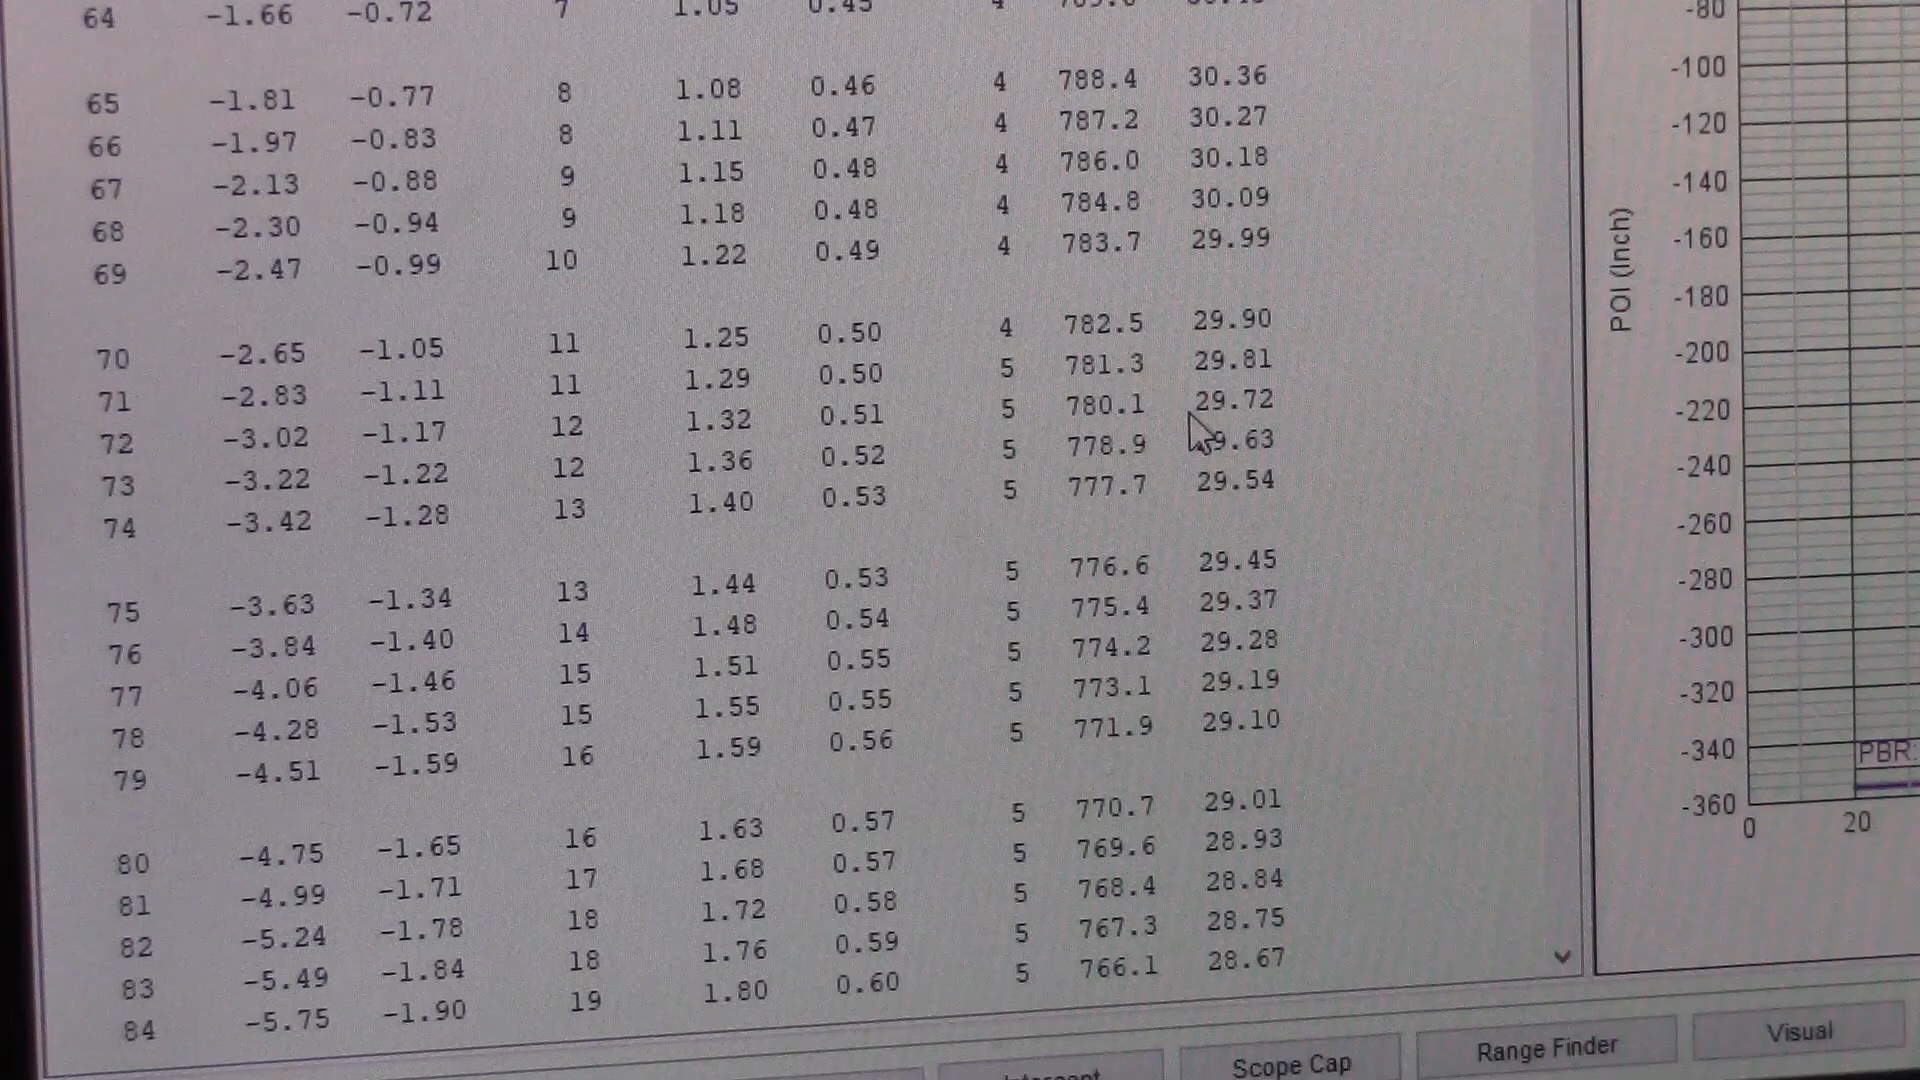 64 -1.66 -0.72 7 1.05 0.45 4
65 -1.81 -0.77 8 1.08 0.46 4 788.4 30.36
66 -1.97 -0.83 8 1.11 0.47 4 787.2 30.27
67 -2.13 -0.88 9 1.15 0.48 4 786.0 30.18
68 -2.30 -0.94 9 1.18 0.48 4 784.8 30.09
69 -2.47 -0.99 10 1.22 0.49 4 783.7 29.99
70 -2.65 -1.05 11 1.25 0.50 4 782.5 29.90
71 -2.83 -1.11 11 1.29 0.50 5 781.3 29.81
72 -3.02 -1.17 12 1.32 0.51 5 780.1 29.72
73 -3.22 -1.22 12 1.36 0.52 5 778.9 9.63
74 -3.42 -1.28 13 1.40 0.53 5 777.7 29.54
75 -3.63 -1.34 13 1.44 0.53 5 776.6 29.45
76 -3.84 -1.40 14 1.48 0.54 5 775.4 29.37
77 -4.06 -1.46 15 1.51 0.55 5 774.2 29.28
78 -4.28 -1.53 15 1.55 0.55 5 773.1 29.19
79 -4.51 -1.59 16 1.59 0.56 5 771.9 29.10
80 -4.75 -1.65 16 1.63 0.57 5 770.7 29.01
81 -4.99 -1.71 17 1.68 0.57 5 769.6 28.93
82 -5.24 -1.78 18 1.72 0.58 5 768.4 28.84
83 -5.49 -1.84 18 1.76 0.59 5 767.3 28.75
84 -5.75 -1.90 19 1.80 0.60 5 766.1 28.67
POI (Inch)
-80
-100
-120
-140
-160
-180
-200
-220
-240
-260
-280
-300
-320
-340
-360
PBR:
0 20
Scope Cap
Range Finder
Visual